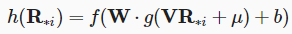 h(R∗i) = f(W · g(VR∗i + μ) + b)